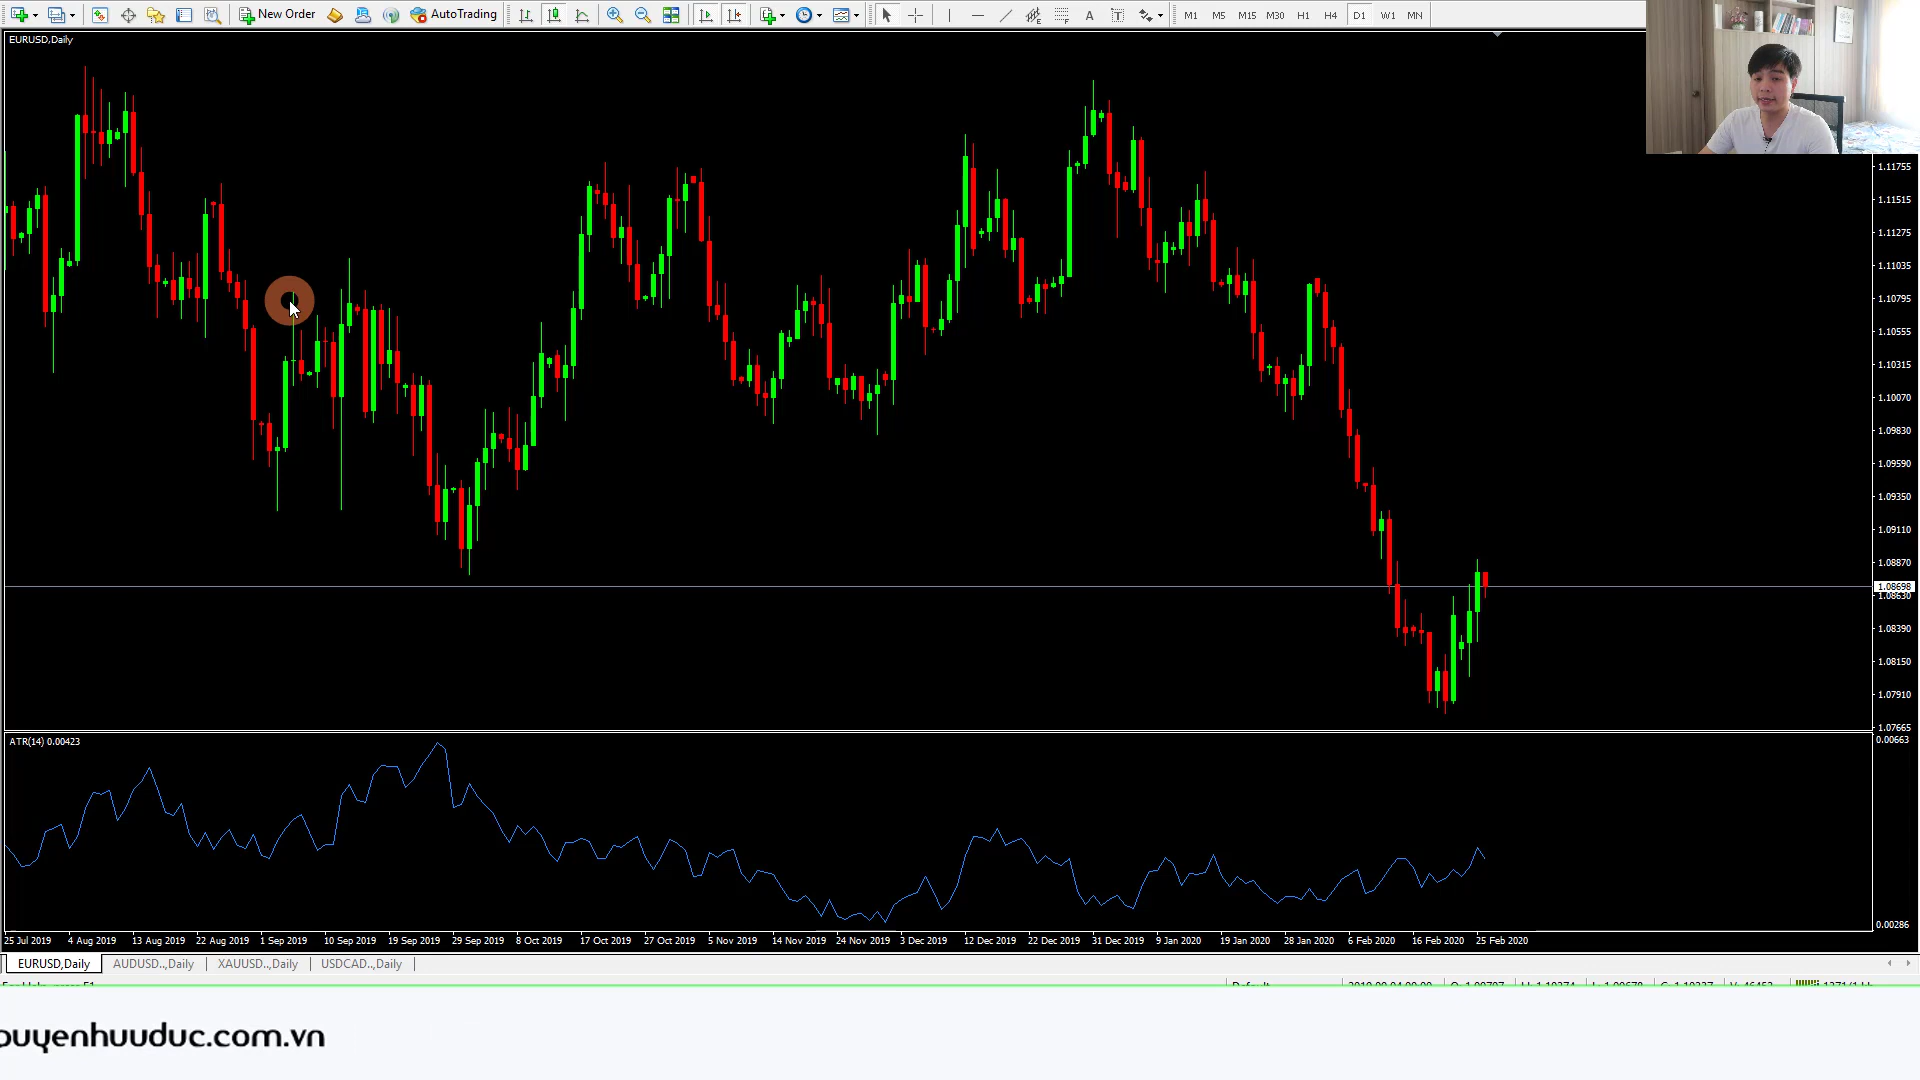 New Order
AutoTrading
M1 M5 M15 M30 H1 H4 D1 W1 MN
EURUSD,Daily
1.11755
1.11515
1.11275
1.11035
1.10795
1.10555
1.10315
1.10070
1.09830
1.09590
1.09350
1.09110
1.08870
1.08698
1.08630
1.08390
1.08150
1.07910
1.07665
ATR(14) 0.00423
0.00663
0.00286
25 Jul 2019 4 Aug 2019 13 Aug 2019 22 Aug 2019 1 Sep 2019 10 Sep 2019 19 Sep 2019 29 Sep 2019 8 Oct 2019 17 Oct 2019 27 Oct 2019 5 Nov 2019 14 Nov 2019 24 Nov 2019 3 Dec 2019 12 Dec 2019 22 Dec 2019 31 Dec 2019 9 Jan 2020 19 Jan 2020 28 Jan 2020 6 Feb 2020 16 Feb 2020 25 Feb 2020
EURUSD,Daily AUDUSD..,Daily XAUUSD..,Daily USDCAD..,Daily
ouyenhuuduc.com.vn